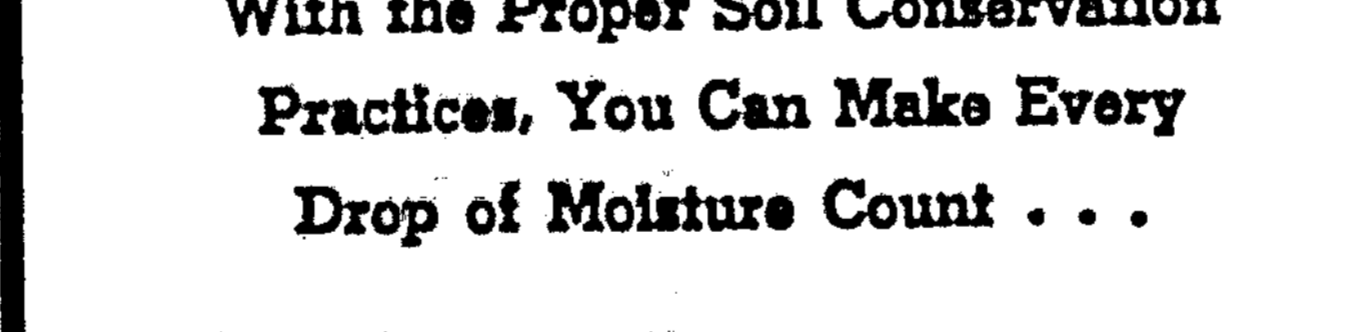 With the Proper Soil Conservation
Practices, You Can Make Every
Drop of Moisture Count . . .